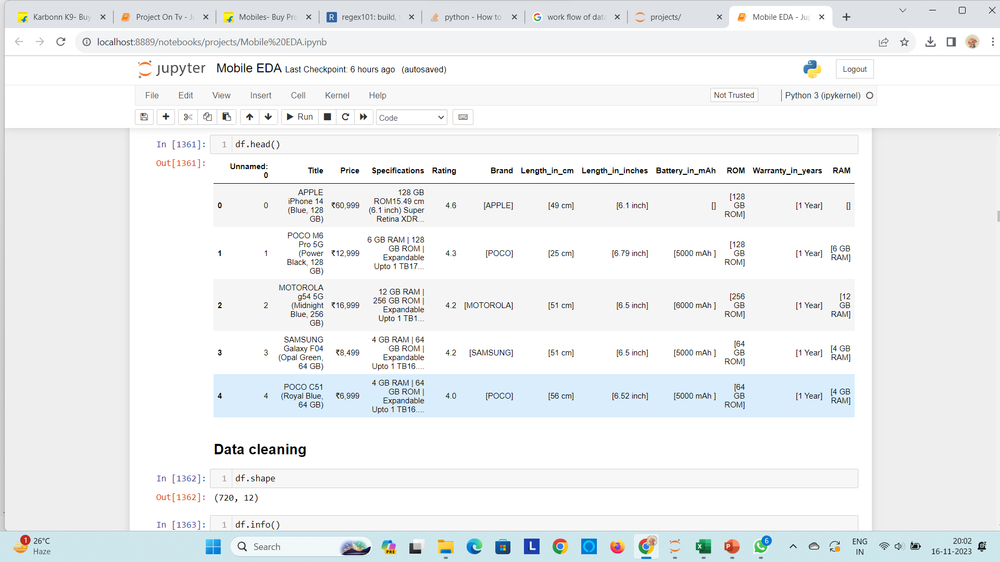 Karbonn K9- Buy
Project On Tv - Ju
Mobiles- Buy Pro
regex101: build, t
python - How to
work flow of data
projects/
Mobile EDA - Jup
localhost:8889/notebooks/projects/Mobile%20EDA.ipynb
jupyter Mobile EDA Last Checkpoint: 6 hours ago (autosaved)
Logout
File Edit View Insert Cell Kernel Help
Not Trusted
Python 3 (ipykernel)
Run
Code
In [1361]: 1 df.head()
Out[1361]:
Unnamed: 0 Title Price Specifications Rating Brand Length_in_cm Length_in_inches Battery_in_mAh ROM Warranty_in_years RAM
0 0 APPLE iPhone 14 (Blue, 128 GB) ₹60,999 128 GB ROM15.49 cm (6.1 inch) Super Retina XDR... 4.6 [APPLE] [49 cm] [6.1 inch] [] [128 GB ROM] [1 Year] []
1 1 POCO M6 Pro 5G (Power Black, 128 GB) ₹12,999 6 GB RAM | 128 GB ROM | Expandable Upto 1 TB17... 4.3 [POCO] [25 cm] [6.79 inch] [5000 mAh ] [128 GB ROM] [1 Year] [6 GB RAM]
2 2 MOTOROLA g54 5G (Midnight Blue, 256 GB) ₹16,999 12 GB RAM | 256 GB ROM | Expandable Upto 1 TB1... 4.2 [MOTOROLA] [51 cm] [6.5 inch] [6000 mAh ] [256 GB ROM] [1 Year] [12 GB RAM]
3 3 SAMSUNG Galaxy F04 (Opal Green, 64 GB) ₹8,499 4 GB RAM | 64 GB ROM | Expandable Upto 1 TB16.... 4.2 [SAMSUNG] [51 cm] [6.5 inch] [5000 mAh ] [64 GB ROM] [1 Year] [4 GB RAM]
4 4 POCO C51 (Royal Blue, 64 GB) ₹6,999 4 GB RAM | 64 GB ROM | Expandable Upto 1 TB16.... 4.0 [POCO] [56 cm] [6.52 inch] [5000 mAh ] [64 GB ROM] [1 Year] [4 GB RAM]
Data cleaning
In [1362]: 1 df.shape
Out[1362]: (720, 12)
In [1363]: 1 df.info()
1
26°C
Haze
Search
PRE
L
6
ENG
IN
20:02
16-11-2023